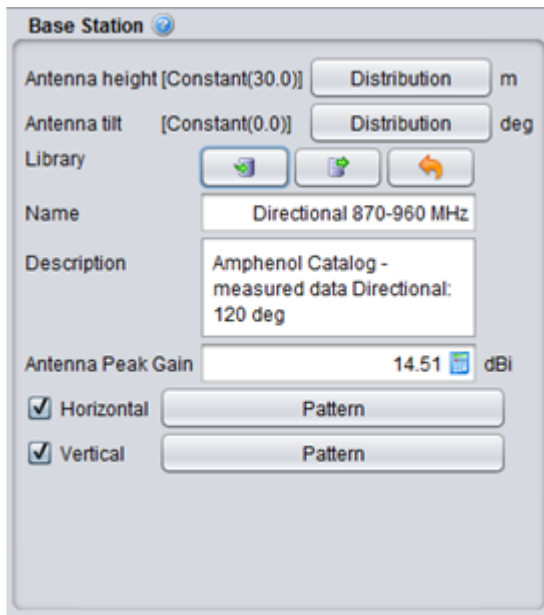 Base Station
Antenna height [Constant(30.0)] Distribution m
Antenna tilt [Constant(0.0)] Distribution deg
Library
Name Directional 870-960 MHz
Description Amphenol Catalog -
measured data Directional:
120 deg
Antenna Peak Gain 14.51 dBi
Horizontal Pattern
Vertical Pattern